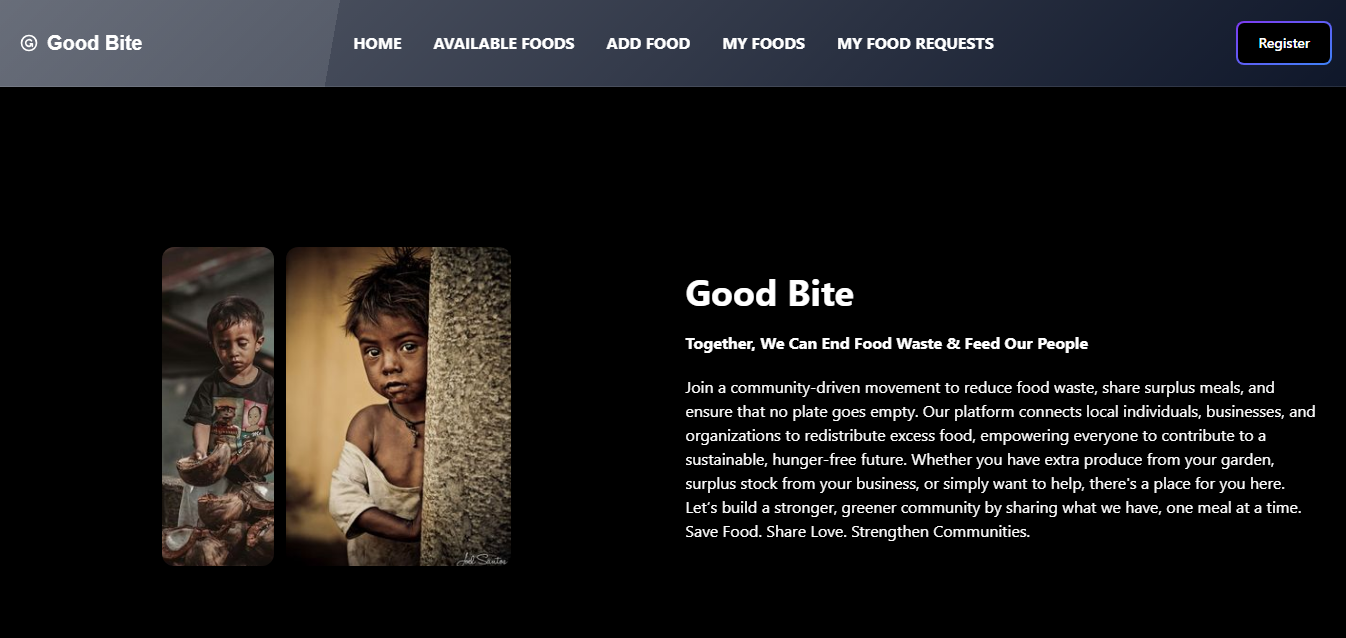 Good Bite
HOME
AVAILABLE FOODS
ADD FOOD
MY FOODS
MY FOOD REQUESTS
Register
Good Bite
Together, We Can End Food Waste & Feed Our People
Join a community-driven movement to reduce food waste, share surplus meals, and
ensure that no plate goes empty. Our platform connects local individuals, businesses, and
organizations to redistribute excess food, empowering everyone to contribute to a
sustainable, hunger-free future. Whether you have extra produce from your garden,
surplus stock from your business, or simply want to help, there's a place for you here.
Let’s build a stronger, greener community by sharing what we have, one meal at a time.
Save Food. Share Love. Strengthen Communities.
Joel Santos